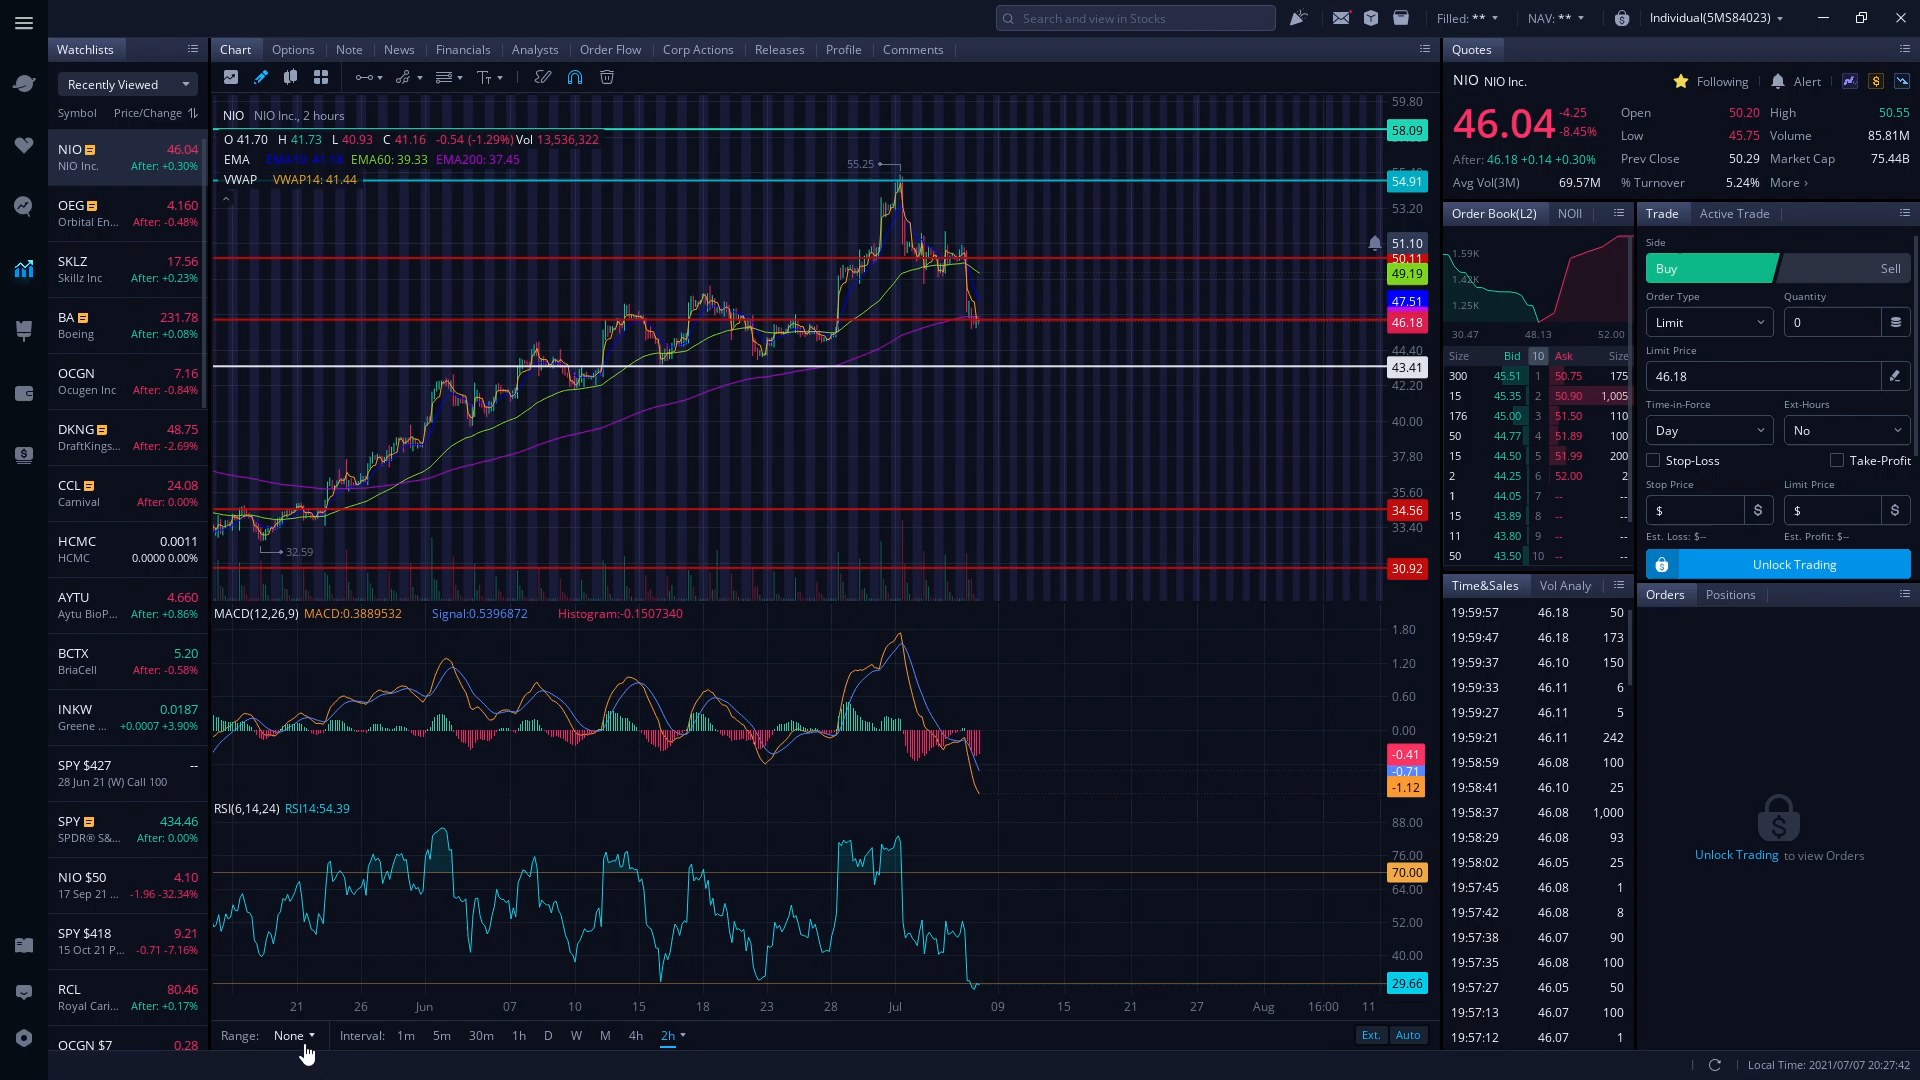 Search and view in Stocks
Filled: **
NAV: **
Individual(5MS84023)
Watchlists
Recently Viewed
Symbol Price/Change
NIO 46.04
NIO Inc. After: +0.30%
OEG 4.160
Orbital En... After: -0.48%
SKLZ 17.56
Skillz Inc After: +0.23%
BA 231.78
Boeing After: +0.08%
OCGN 7.16
Ocugen Inc After: -0.84%
DKNG 48.75
DraftKings... After: -2.69%
CCL 24.08
Carnival After: 0.00%
HCMC 0.0011
HCMC 0.0000 0.00%
AYTU 4.660
Aytu BioP... After: +0.86%
BCTX 5.20
BriaCell After: -0.58%
INKW 0.0187
Greene ... +0.0007 +3.90%
SPY $427 --
28 Jun 21 (W) Call 100
SPY 434.46
SPDR® S&... After: 0.00%
NIO $50 4.10
17 Sep 21 ... -1.96 -32.34%
SPY $418 9.21
15 Oct 21 P... -0.71 -7.16%
RCL 80.46
Royal Cari... After: +0.17%
OCGN $7 0.28
Chart Options Note News Financials Analysts Order Flow Corp Actions Releases Profile Comments
NIO NIO Inc., 2 hours
O 41.70 H 41.73 L 40.93 C 41.16 -0.54 (-1.29%) Vol 13,536,322
EMA EMA60: 39.33 EMA200: 37.45
VWAP VWAP14: 41.44
55.25
32.59
59.80
58.09
54.91
53.20
51.10
50.11
49.19
47.51
46.18
44.40
43.41
42.20
40.00
37.80
35.60
34.56
33.40
30.92
MACD(12,26,9) MACD:0.3889532 Signal:0.5396872 Histogram:-0.1507340
1.80
1.20
0.60
0.00
-0.41
-0.71
-1.12
RSI(6,14,24) RSI14:54.39
88.00
76.00
70.00
64.00
52.00
40.00
29.66
21 26 Jun 07 10 15 18 23 28 Jul 09 15 21 27 Aug 16:00 11
Range: None Interval: 1m 5m 30m 1h D W M 4h 2h
Ext. Auto
Quotes
NIO NIO Inc. Following Alert
46.04 -4.25
-8.45%
After: 46.18 +0.14 +0.30%
Open 50.20 High 50.55
Low 45.75 Volume 85.81M
Prev Close 50.29 Market Cap 75.44B
Avg Vol(3M) 69.57M % Turnover 5.24% More ›
Order Book(L2) NOII
1.59K
1.42K
1.25K
30.47 48.13 52.00
Size Bid 10 Ask Size
300 45.51 1 50.75 175
15 45.35 2 50.90 1,005
176 45.00 3 51.50 110
50 44.77 4 51.89 100
15 44.50 5 51.99 200
2 44.25 6 52.00 2
1 44.05 7 -- --
15 43.89 8 -- --
11 43.80 9 -- --
50 43.50 10 -- --
Time&Sales Vol Analy
19:59:57 46.18 50
19:59:47 46.18 173
19:59:37 46.10 150
19:59:33 46.11 6
19:59:27 46.11 5
19:59:21 46.11 242
19:58:59 46.08 100
19:58:41 46.10 25
19:58:37 46.08 1,000
19:58:29 46.08 93
19:58:02 46.05 25
19:57:45 46.08 1
19:57:42 46.08 8
19:57:38 46.07 90
19:57:35 46.08 100
19:57:27 46.05 50
19:57:13 46.07 100
19:57:12 46.07 1
Trade Active Trade
Side
Buy Sell
Order Type Quantity
Limit 0
Limit Price
46.18
Time-in-Force Ext-Hours
Day No
Stop-Loss Take-Profit
Stop Price Limit Price
$ $ $ $
Est. Loss: $-- Est. Profit: $--
Unlock Trading
Orders Positions
Unlock Trading to view Orders
Local Time: 2021/07/07 20:27:42